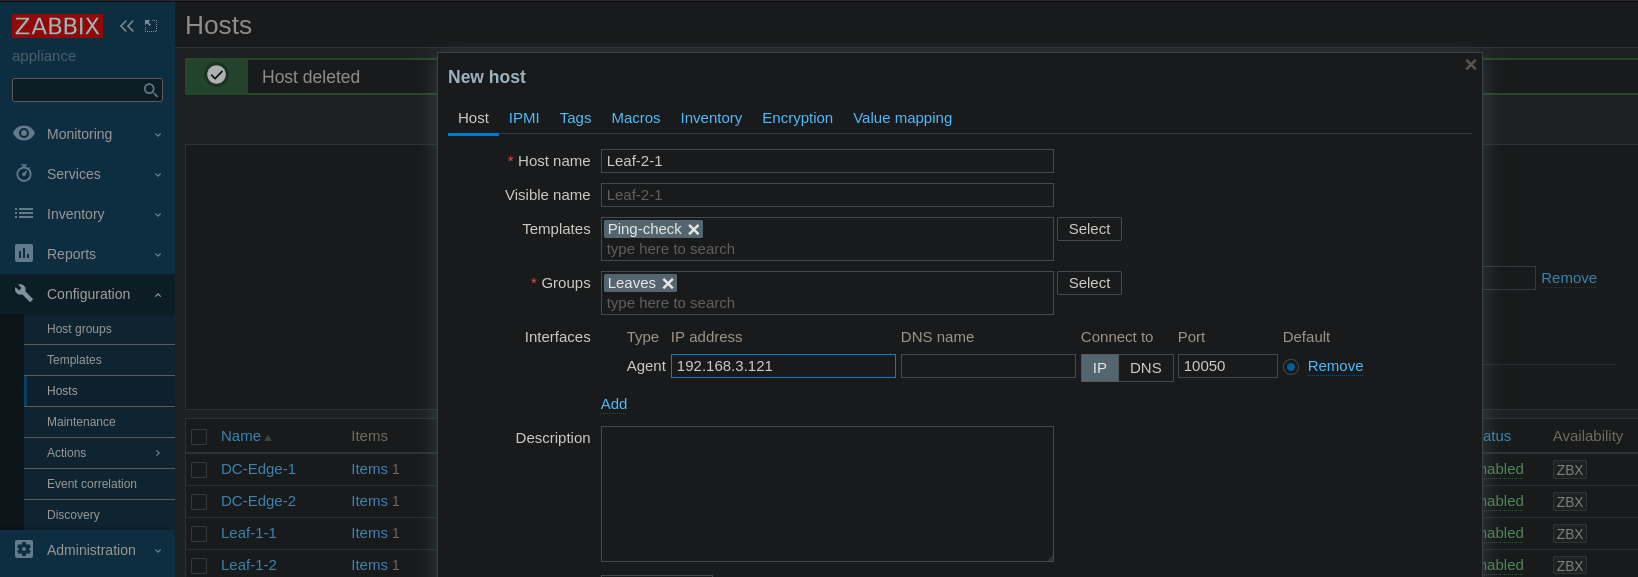 ZABBIX
appliance
Monitoring
Services
Inventory
Reports
Configuration
Host groups
Templates
Hosts
Maintenance
Actions
Event correlation
Discovery
Administration
Hosts
Host deleted
New host
Host IPMI Tags Macros Inventory Encryption Value mapping
* Host name Leaf-2-1
Visible name Leaf-2-1
Templates Ping-check Select
type here to search
* Groups Leaves Select
type here to search
Interfaces Type IP address DNS name Connect to Port Default
Agent 192.168.3.121 IP DNS 10050 Remove
Add
Description
Remove
Name Items atus Availability
DC-Edge-1 Items 1 nabled ZBX
DC-Edge-2 Items 1 nabled ZBX
Leaf-1-1 Items 1 nabled ZBX
Leaf-1-2 Items 1 nabled ZBX